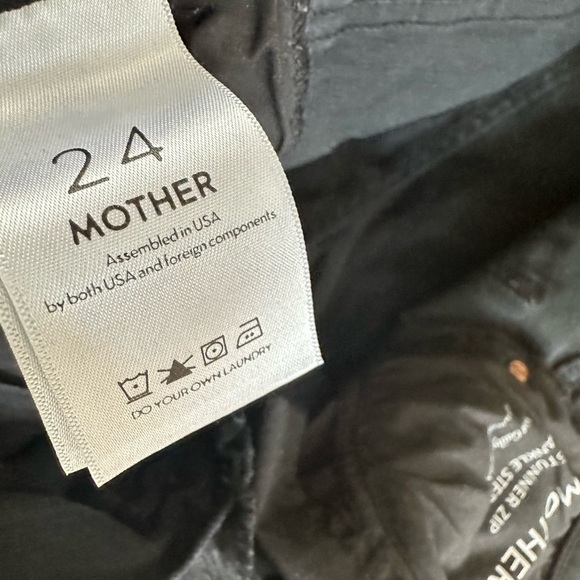 24
MOTHER
Assembled in USA
by both USA and foreign components
DO YOUR OWN LAUNDRY
STUNNER ZIP
ANKLE
MOTHER